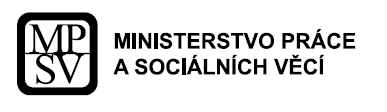 MP
SV
MINISTERSTVO PRÁCE
A SOCIÁLNÍCH VĚCÍ